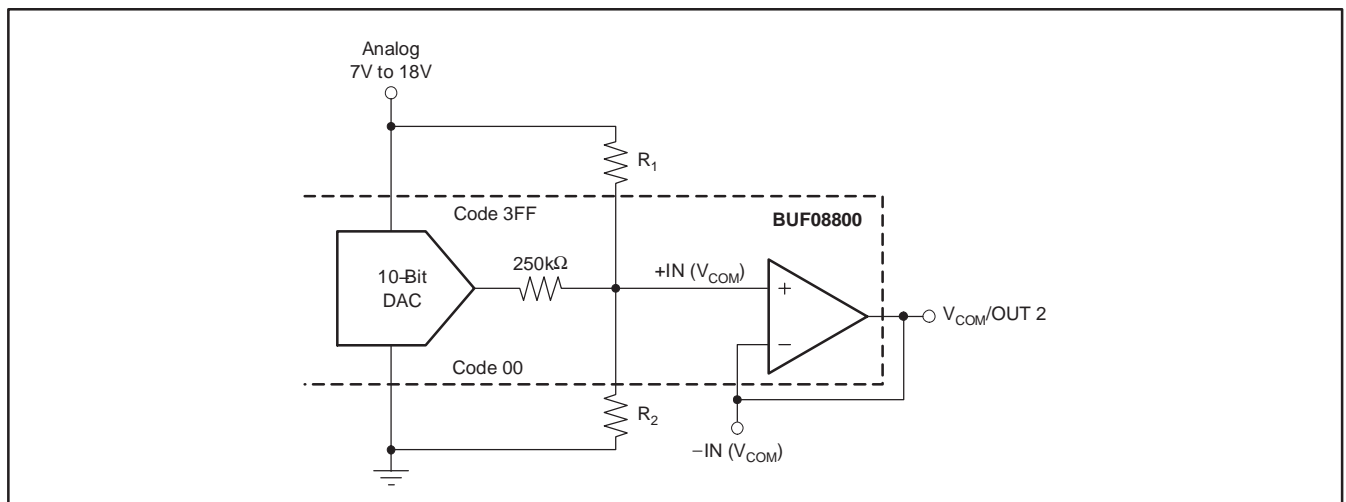 Analog
7V to 18V
R1
Code 3FF
BUF08800
250kΩ
+IN (VCOM)
10–Bit
DAC
+
VCOM/OUT 2
−
Code 00
R2
−IN (VCOM)